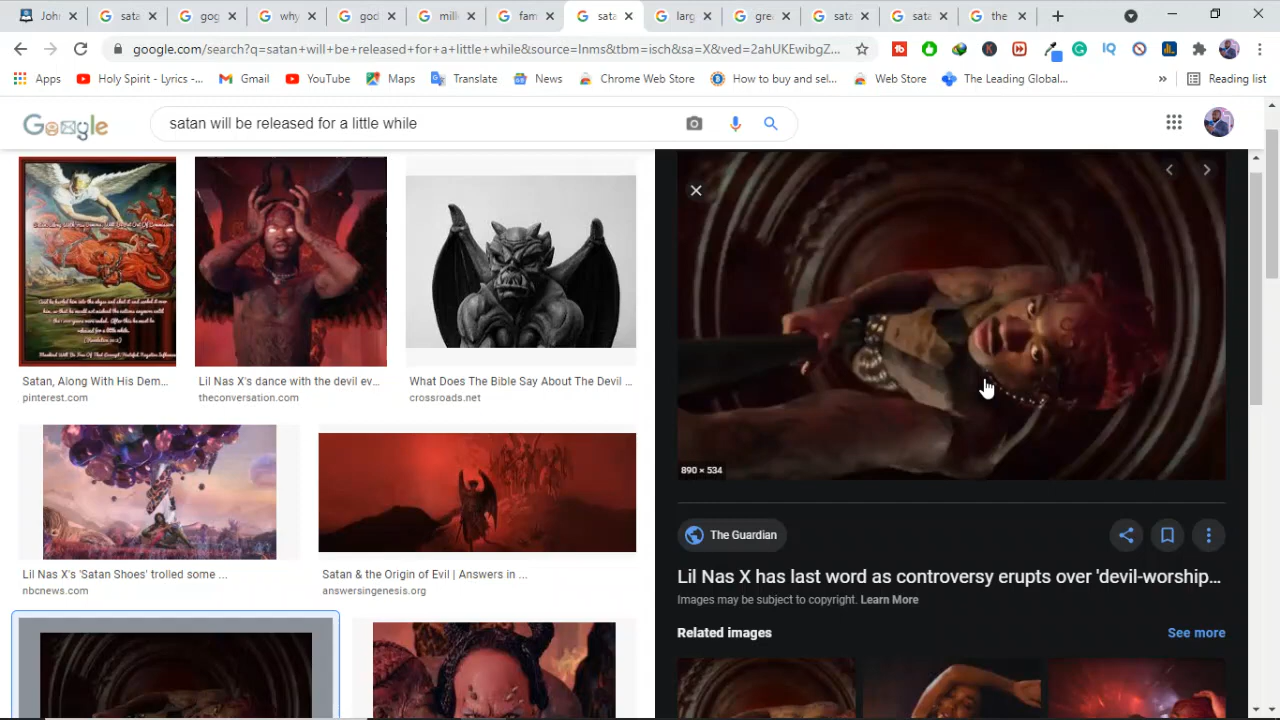 Joh
sata
gog
why
god
milk
fam
sata
larg
grea
sata
sata
the
google.com/search?q=satan+will+be+released+for+a+little+while&source=lnms&tbm=isch&sa=X&ved=2ahUKEwibgZ...
Apps
Holy Spirit - Lyrics -...
Gmail
YouTube
Maps
Translate
News
Chrome Web Store
How to buy and sel...
Web Store
The Leading Global...
»
Reading list
Google
satan will be released for a little while
Satan, Along With His Dem...
pinterest.com
Lil Nas X's dance with the devil ev...
theconversation.com
What Does The Bible Say About The Devil ...
crossroads.net
Lil Nas X's 'Satan Shoes' trolled some ...
nbcnews.com
Satan & the Origin of Evil | Answers in ...
answersingenesis.org
890 × 534
The Guardian
Lil Nas X has last word as controversy erupts over 'devil-worship...
Images may be subject to copyright. Learn More
Related images
See more